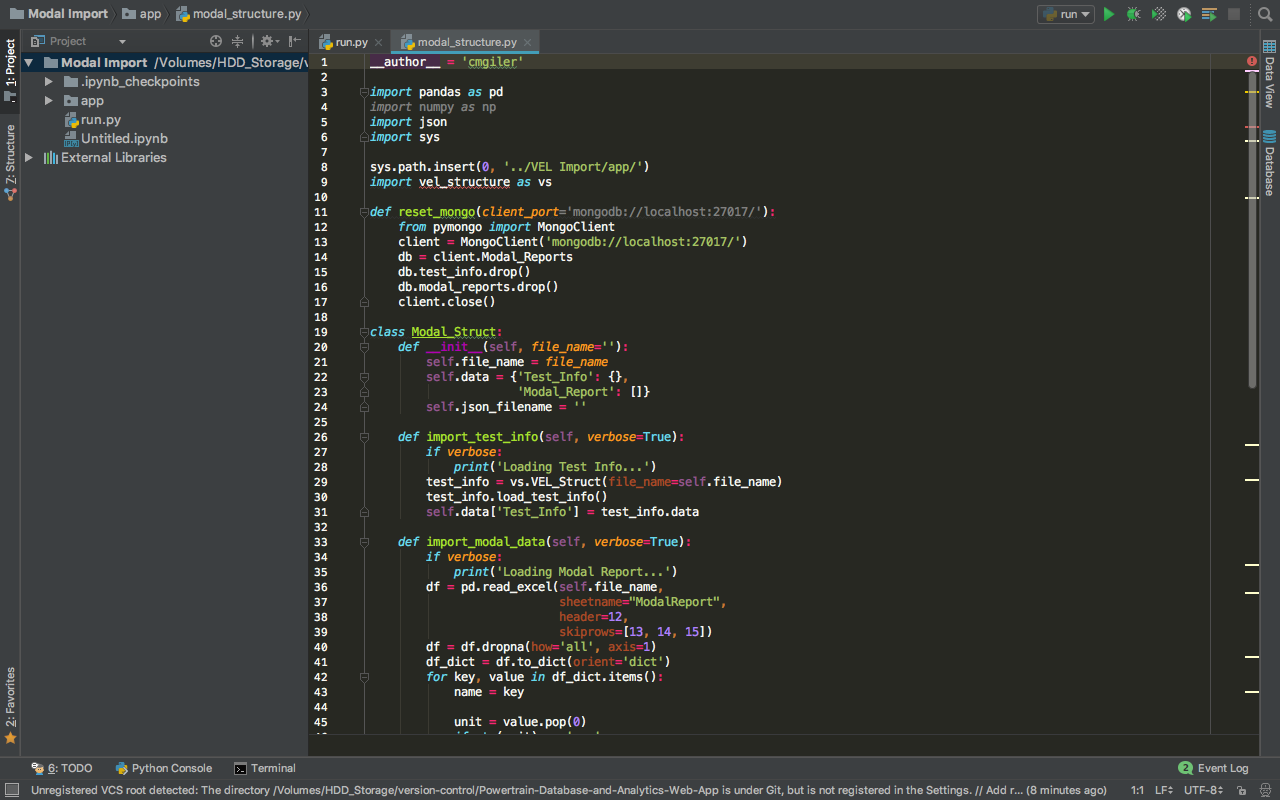 Modal Import app modal_structure.py run
Project run.py modal_structure.py
1: Project
Z: Structure
2: Favorites
Modal Import /Volumes/HDD_Storage/v
.ipynb_checkpoints
app
run.py
Untitled.ipynb
External Libraries
1 __author__ = 'cmgiler'
2
3 import pandas as pd
4 import numpy as np
5 import json
6 import sys
7
8 sys.path.insert(0, '../VEL Import/app/')
9 import vel_structure as vs
10
11 def reset_mongo(client_port='mongodb://localhost:27017/'):
12     from pymongo import MongoClient
13     client = MongoClient('mongodb://localhost:27017/')
14     db = client.Modal_Reports
15     db.test_info.drop()
16     db.modal_reports.drop()
17     client.close()
18
19 class Modal_Struct:
20     def __init__(self, file_name=''):
21         self.file_name = file_name
22         self.data = {'Test_Info': {},
23                      'Modal_Report': []}
24         self.json_filename = ''
25
26     def import_test_info(self, verbose=True):
27         if verbose:
28             print('Loading Test Info...')
29         test_info = vs.VEL_Struct(file_name=self.file_name)
30         test_info.load_test_info()
31         self.data['Test_Info'] = test_info.data
32
33     def import_modal_data(self, verbose=True):
34         if verbose:
35             print('Loading Modal Report...')
36         df = pd.read_excel(self.file_name,
37                            sheetname="ModalReport",
38                            header=12,
39                            skiprows=[13, 14, 15])
40         df = df.dropna(how='all', axis=1)
41         df_dict = df.to_dict(orient='dict')
42         for key, value in df_dict.items():
43             name = key
44
45             unit = value.pop(0)
Data View
Database
6: TODO Python Console Terminal 2 Event Log
Unregistered VCS root detected: The directory /Volumes/HDD_Storage/version-control/Powertrain-Database-and-Analytics-Web-App is under Git, but is not registered in the Settings. // Add r... (8 minutes ago) 1:1 LF UTF-8